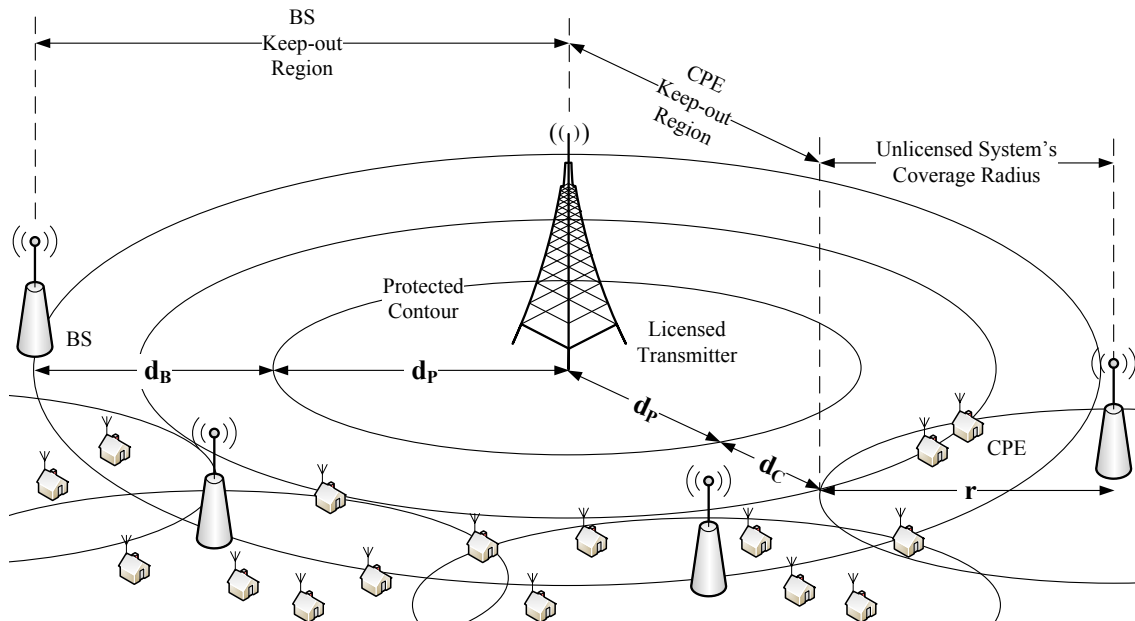 BS
Keep-out
Region
CPE
Keep-out
Region
Unlicensed System's
Coverage Radius
Protected
Contour
Licensed
Transmitter
BS
d_B
d_P
d_P
d_C
CPE
r